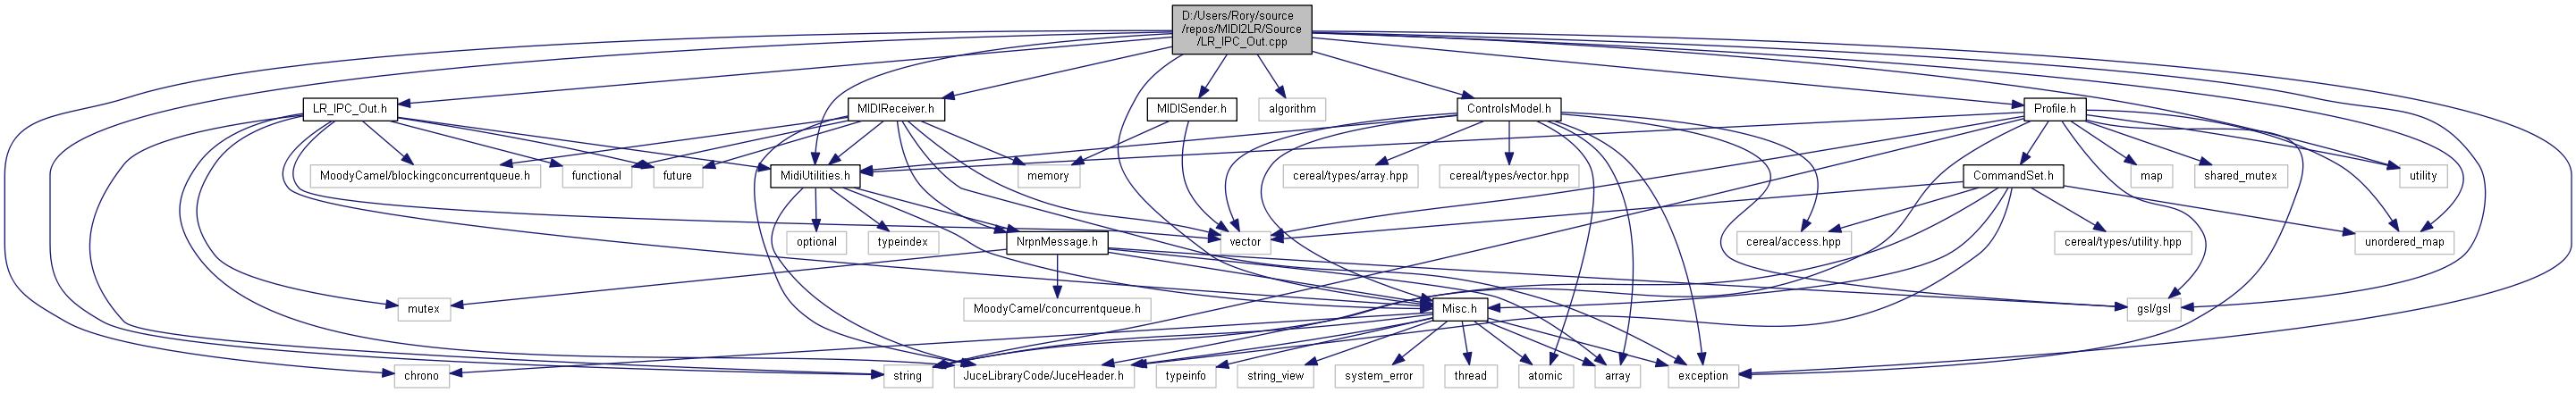 D:/Users/Rory/source
/repos/MIDI2LR/Source
/LR_IPC_Out.cpp
LR_IPC_Out.h
MIDIReceiver.h
MIDISender.h
algorithm
ControlsModel.h
Profile.h
MoodyCamel/blockingconcurrentqueue.h
functional
future
MidiUtilities.h
memory
cereal/types/array.hpp
cereal/types/vector.hpp
CommandSet.h
map
shared_mutex
utility
optional
typeindex
NrpnMessage.h
vector
cereal/access.hpp
cereal/types/utility.hpp
unordered_map
mutex
MoodyCamel/concurrentqueue.h
Misc.h
gsl/gsl
chrono
string
JuceLibraryCode/JuceHeader.h
typeinfo
string_view
system_error
thread
atomic
array
exception